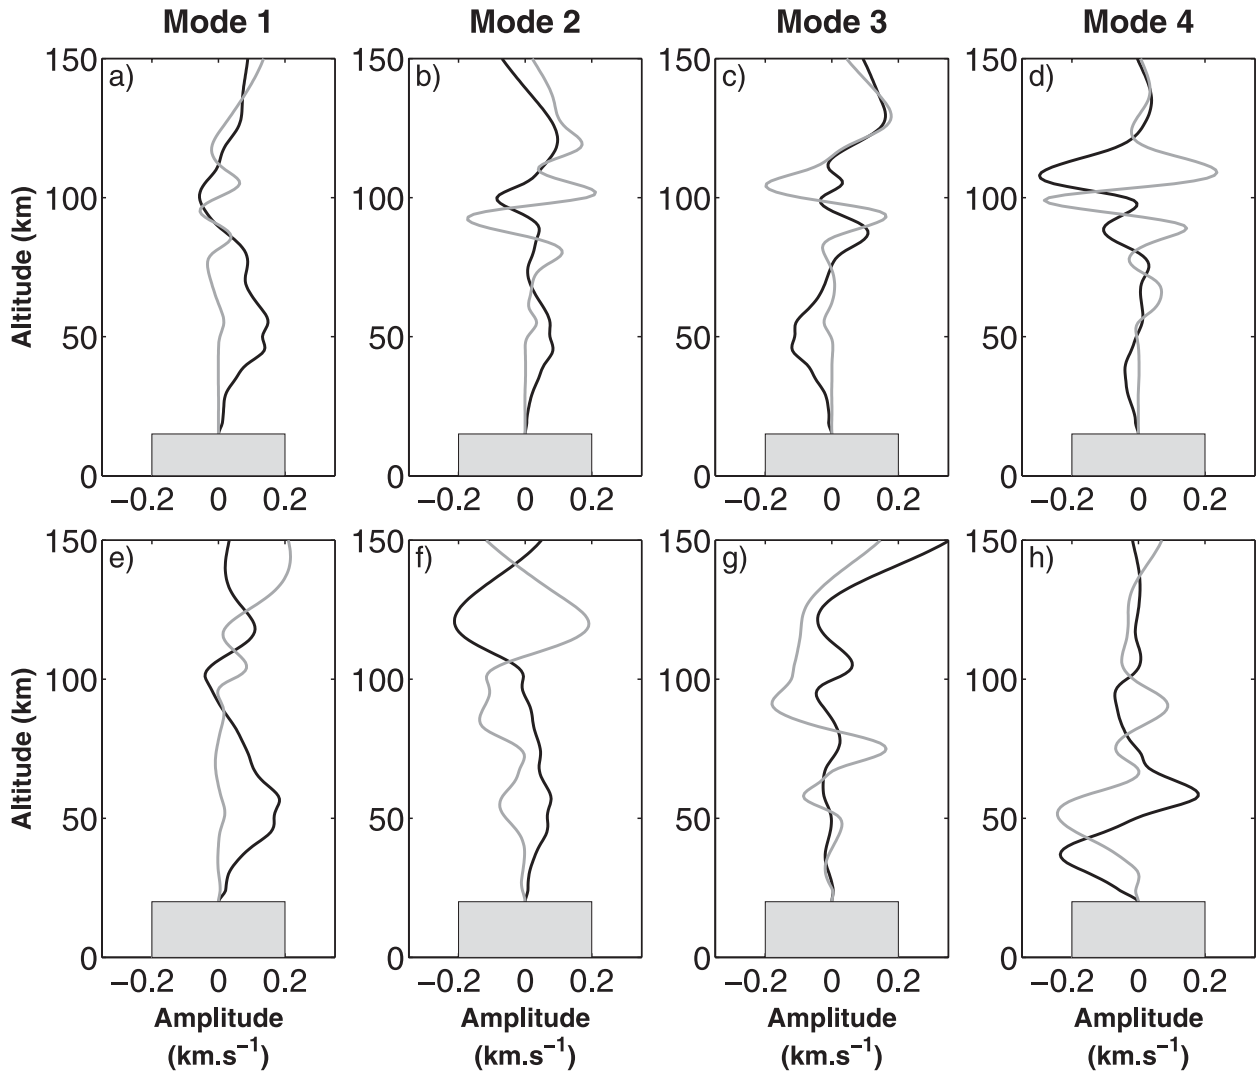 Mode 1 Mode 2 Mode 3 Mode 4
150 150 150 150
a) b) c) d)
100 100 100 100
Altitude (km)
50 50 50 50
0 0 0 0
−0.2 0 0.2 −0.2 0 0.2 −0.2 0 0.2 −0.2 0 0.2
150 150 150 150
e) f) g) h)
100 100 100 100
Altitude (km)
50 50 50 50
0 0 0 0
−0.2 0 0.2 −0.2 0 0.2 −0.2 0 0.2 −0.2 0 0.2
Amplitude Amplitude Amplitude Amplitude
(km.s⁻¹) (km.s⁻¹) (km.s⁻¹) (km.s⁻¹)